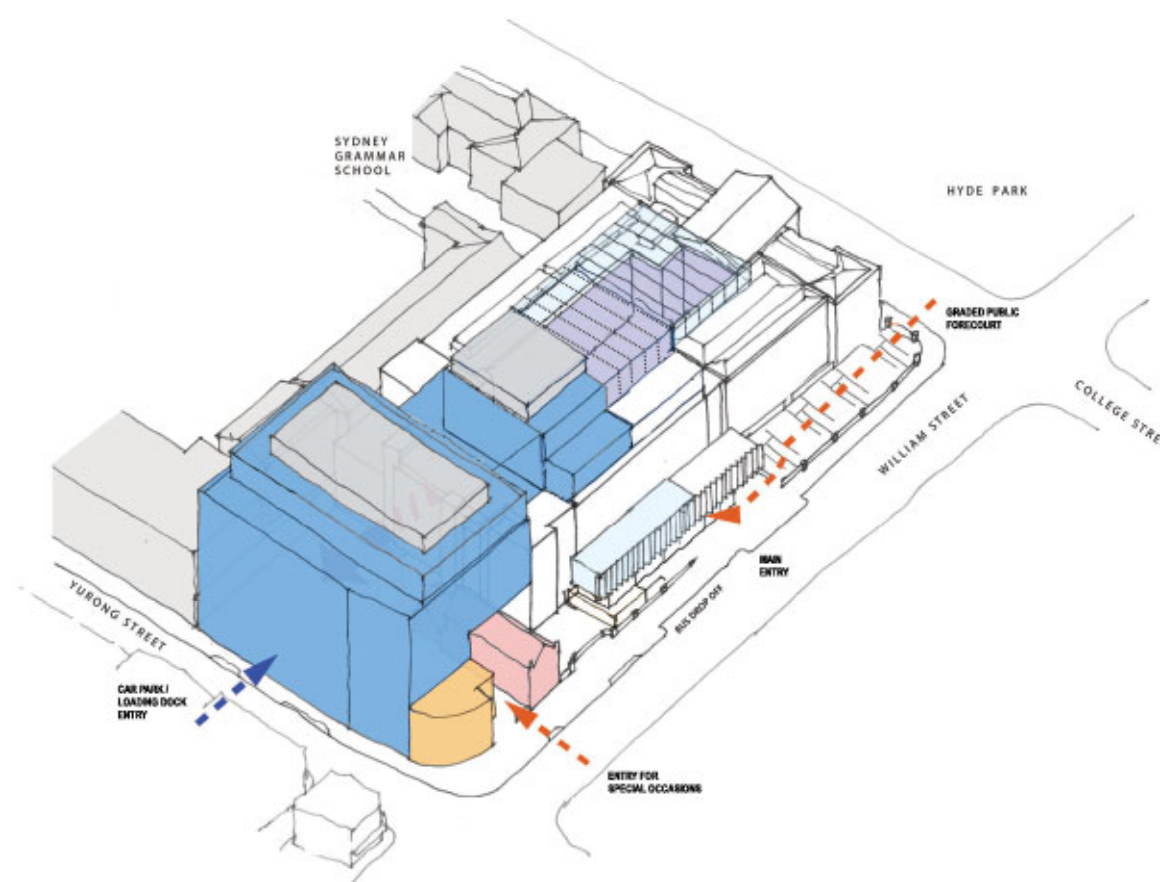 SYDNEY
GRAMMAR
SCHOOL
HYDE PARK
GRADED PUBLIC
FORECOURT
COLLEGE STRE
WILLIAM STREET
MAIN
ENTRY
BUS DROP OFF
YURONG STREET
CAR PARK /
LOADING DOCK
ENTRY
ENTRY FOR
SPECIAL OCCASIONS